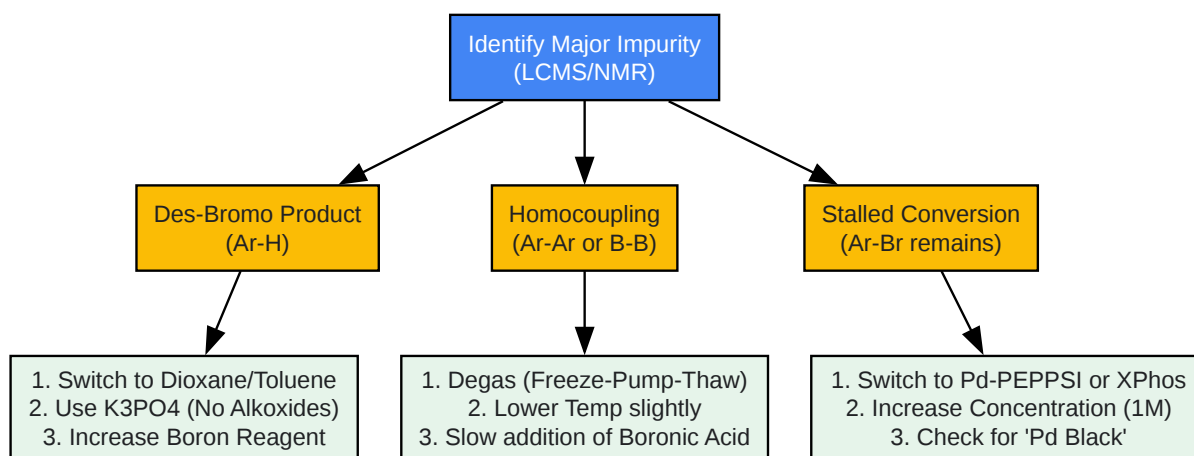 Identify Major Impurity
(LCMS/NMR)
Des-Bromo Product
(Ar-H)
Homocoupling
(Ar-Ar or B-B)
Stalled Conversion
(Ar-Br remains)
1. Switch to Dioxane/Toluene
2. Use K3PO4 (No Alkoxides)
3. Increase Boron Reagent
1. Degas (Freeze-Pump-Thaw)
2. Lower Temp slightly
3. Slow addition of Boronic Acid
1. Switch to Pd-PEPPSI or XPhos
2. Increase Concentration (1M)
3. Check for 'Pd Black'